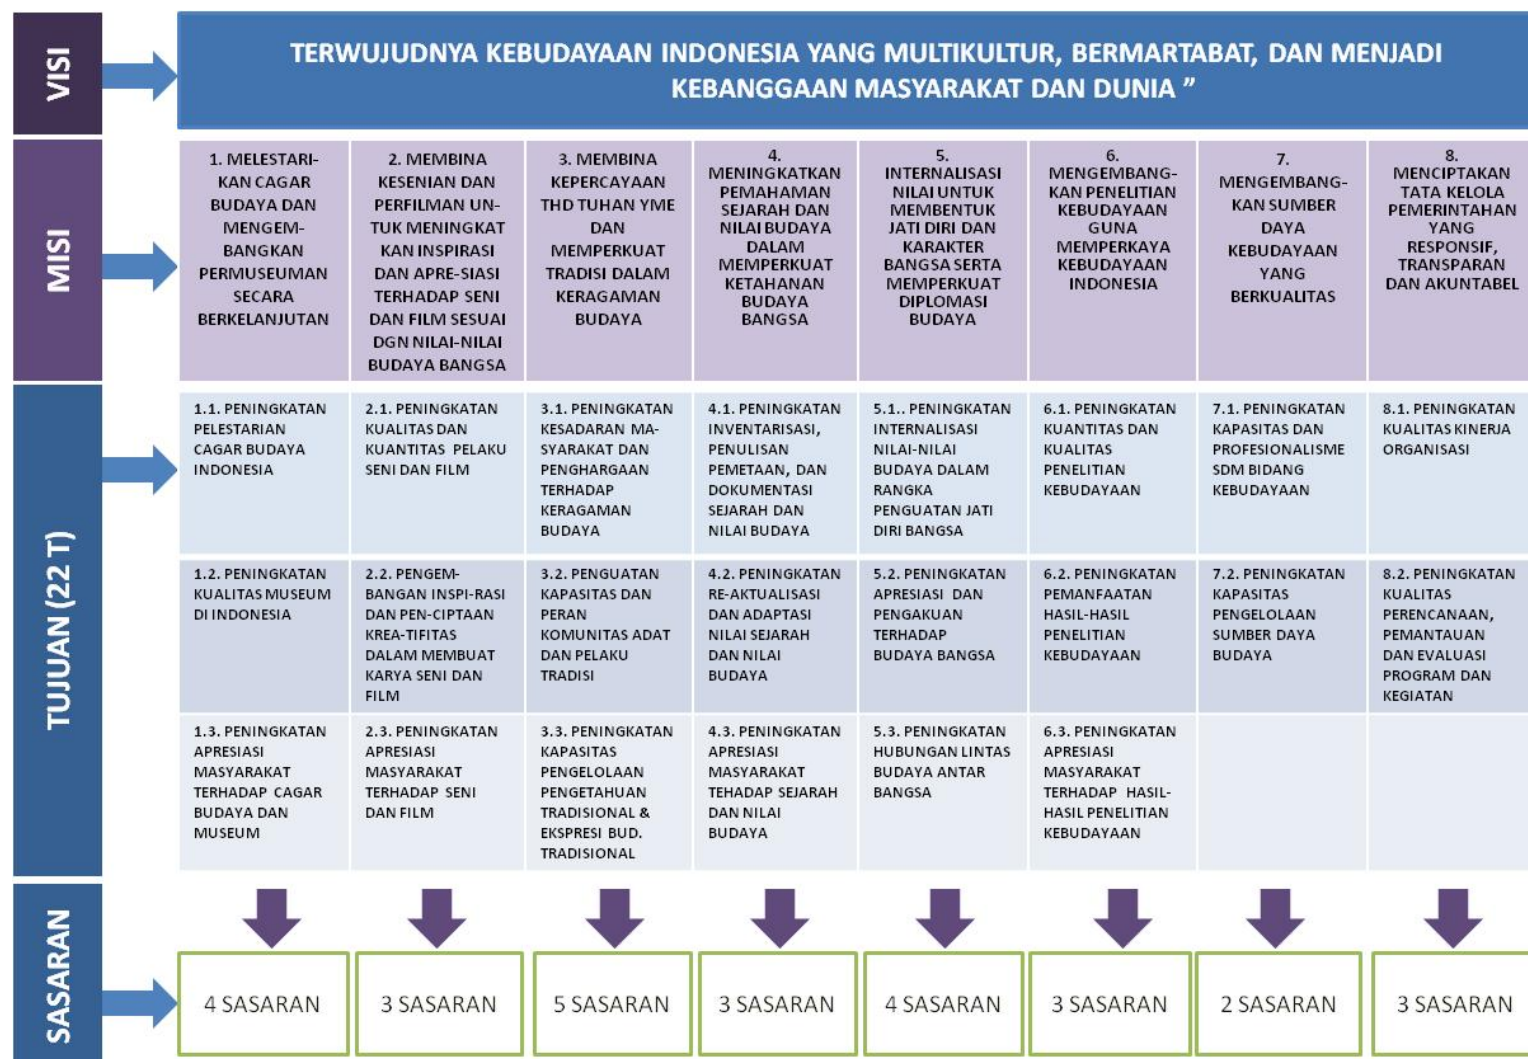 VISI
TERWUJUDNYA KEBUDAYAAN INDONESIA YANG MULTIKULTUR, BERMARTABAT, DAN MENJADI
KEBANGGAAN MASYARAKAT DAN DUNIA ”
MISI
1. MELESTARI-
KAN CAGAR
BUDAYA DAN
MENGEM-
BANGKAN
PERMUSEUMAN
SECARA
BERKELANJUTAN
2. MEMBINA
KESENIAN DAN
PERFILMAN UN-
TUK MENINGKAT
KAN INSPIRASI
DAN APRE-SIASI
TERHADAP SENI
DAN FILM SESUAI
DGN NILAI-NILAI
BUDAYA BANGSA
3. MEMBINA
KEPERCAYAAN
THD TUHAN YME
DAN
MEMPERKUAT
TRADISI DALAM
KERAGAMAN
BUDAYA
4.
MENINGKATKAN
PEMAHAMAN
SEJARAH DAN
NILAI BUDAYA
DALAM
MEMPERKUAT
KETAHANAN
BUDAYA
BANGSA
5.
INTERNALISASI
NILAI UNTUK
MEMBENTUK
JATI DIRI DAN
KARAKTER
BANGSA SERTA
MEMPERKUAT
DIPLOMASI
BUDAYA
6.
MENGEMBANG-
KAN PENELITIAN
KEBUDAYAAN
GUNA
MEMPERKAYA
KEBUDAYAAN
INDONESIA
7.
MENGEMBANG-
KAN SUMBER
DAYA
KEBUDAYAAN
YANG
BERKUALITAS
8.
MENCIPTAKAN
TATA KELOLA
PEMERINTAHAN
YANG
RESPONSIF,
TRANSPARAN
DAN AKUNTABEL
TUJUAN (22 T)
1.1. PENINGKATAN
PELESTARIAN
CAGAR BUDAYA
INDONESIA
2.1. PENINGKATAN
KUALITAS DAN
KUANTITAS PELAKU
SENI DAN FILM
3.1. PENINGKATAN
KESADARAN MA-
SYARAKAT DAN
PENGHARGAAN
TERHADAP
KERAGAMAN
BUDAYA
4.1. PENINGKATAN
INVENTARISASI,
PENULISAN
PEMETAAN, DAN
DOKUMENTASI
SEJARAH DAN
NILAI BUDAYA
5.1.. PENINGKATAN
INTERNALISASI
NILAI-NILAI
BUDAYA DALAM
RANGKA
PENGUATAN JATI
DIRI BANGSA
6.1. PENINGKATAN
KUANTITAS DAN
KUALITAS
PENELITIAN
KEBUDAYAAN
7.1. PENINGKATAN
KAPASITAS DAN
PROFESIONALISME
SDM BIDANG
KEBUDAYAAN
8.1. PENINGKATAN
KUALITAS KINERJA
ORGANISASI
1.2. PENINGKATAN
KUALITAS MUSEUM
DI INDONESIA
2.2. PENGEM-
BANGAN INSPI-RASI
DAN PEN-CIPTAAN
KREA-TIFITAS
DALAM MEMBUAT
KARYA SENI DAN
FILM
3.2. PENGUATAN
KAPASITAS DAN
PERAN
KOMUNITAS ADAT
DAN PELAKU
TRADISI
4.2. PENINGKATAN
RE-AKTUALISASI
DAN ADAPTASI
NILAI SEJARAH
DAN NILAI
BUDAYA
5.2. PENINGKATAN
APRESIASI DAN
PENGAKUAN
TERHADAP
BUDAYA BANGSA
6.2. PENINGKATAN
PEMANFAATAN
HASIL-HASIL
PENELITIAN
KEBUDAYAAN
7.2. PENINGKATAN
KAPASITAS
PENGELOLAAN
SUMBER DAYA
BUDAYA
8.2. PENINGKATAN
KUALITAS
PERENCANAAN,
PEMANTAUAN
DAN EVALUASI
PROGRAM DAN
KEGIATAN
1.3. PENINGKATAN
APRESIASI
MASYARAKAT
TERHADAP CAGAR
BUDAYA DAN
MUSEUM
2.3. PENINGKATAN
APRESIASI
MASYARAKAT
TERHADAP SENI
DAN FILM
3.3. PENINGKATAN
KAPASITAS
PENGELOLAAN
PENGETAHUAN
TRADISIONAL &
EKSPRESI BUD.
TRADISIONAL
4.3. PENINGKATAN
APRESIASI
MASYARAKAT
TEHADAP SEJARAH
DAN NILAI
BUDAYA
5.3. PENINGKATAN
HUBUNGAN LINTAS
BUDAYA ANTAR
BANGSA
6.3. PENINGKATAN
APRESIASI
MASYARAKAT
TERHADAP HASIL-
HASIL PENELITIAN
KEBUDAYAAN
SASARAN
4 SASARAN
3 SASARAN
5 SASARAN
3 SASARAN
4 SASARAN
3 SASARAN
2 SASARAN
3 SASARAN